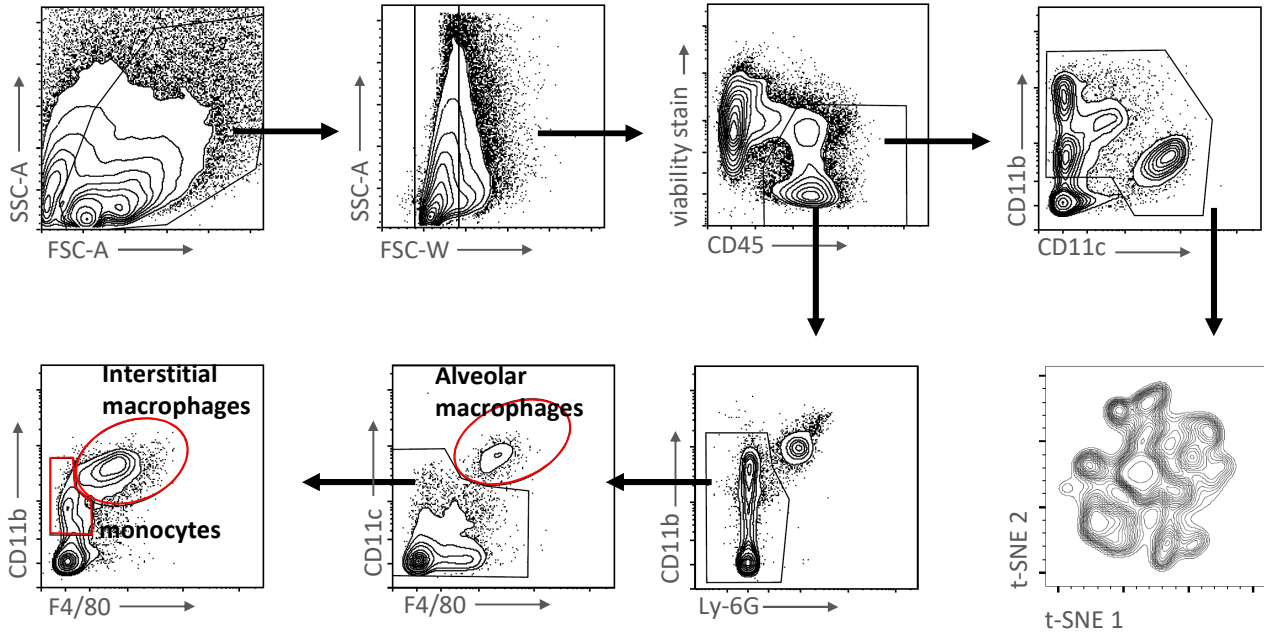 SSC-A
FSC-A
SSC-A
FSC-W
viability stain
CD45
CD11b
CD11c
Interstitial
macrophages
monocytes
CD11b
F4/80
Alveolar
macrophages
CD11c
F4/80
CD11b
Ly-6G
t-SNE 2
t-SNE 1